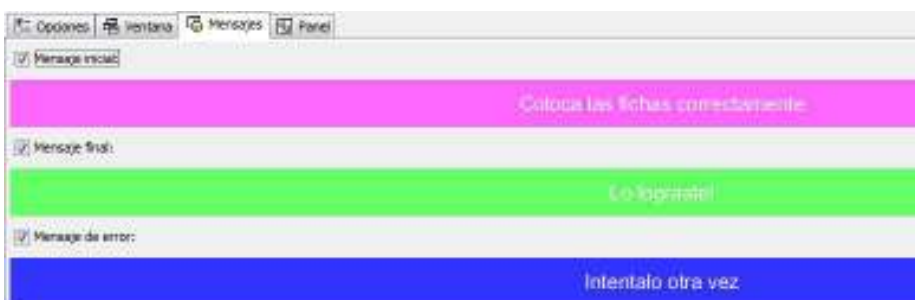 Opciones Ventana Mensajes Panel
Mensaje inicial:
Coloca las fichas correctamente
Mensaje final:
Lo lograste!
Mensaje de error:
Intentalo otra vez